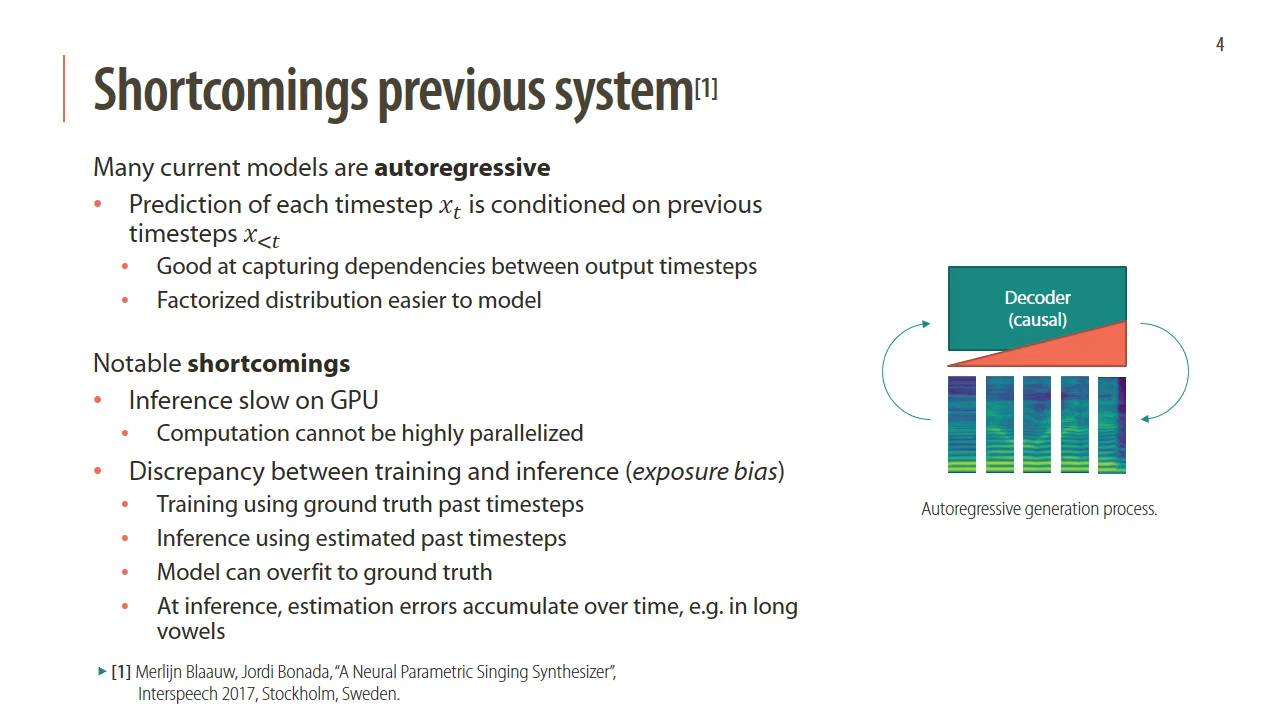 4
Shortcomings previous system[1]
Many current models are autoregressive
• Prediction of each timestep 𝑥𝑡 is conditioned on previous
timesteps 𝑥<𝑡
• Good at capturing dependencies between output timesteps
• Factorized distribution easier to model
Notable shortcomings
• Inference slow on GPU
• Computation cannot be highly parallelized
• Discrepancy between training and inference (exposure bias)
• Training using ground truth past timesteps
• Inference using estimated past timesteps
• Model can overfit to ground truth
• At inference, estimation errors accumulate over time, e.g. in long
vowels
Decoder
(causal)
Autoregressive generation process.
[1] Merlijn Blaauw, Jordi Bonada, “A Neural Parametric Singing Synthesizer”,
Interspeech 2017, Stockholm, Sweden.